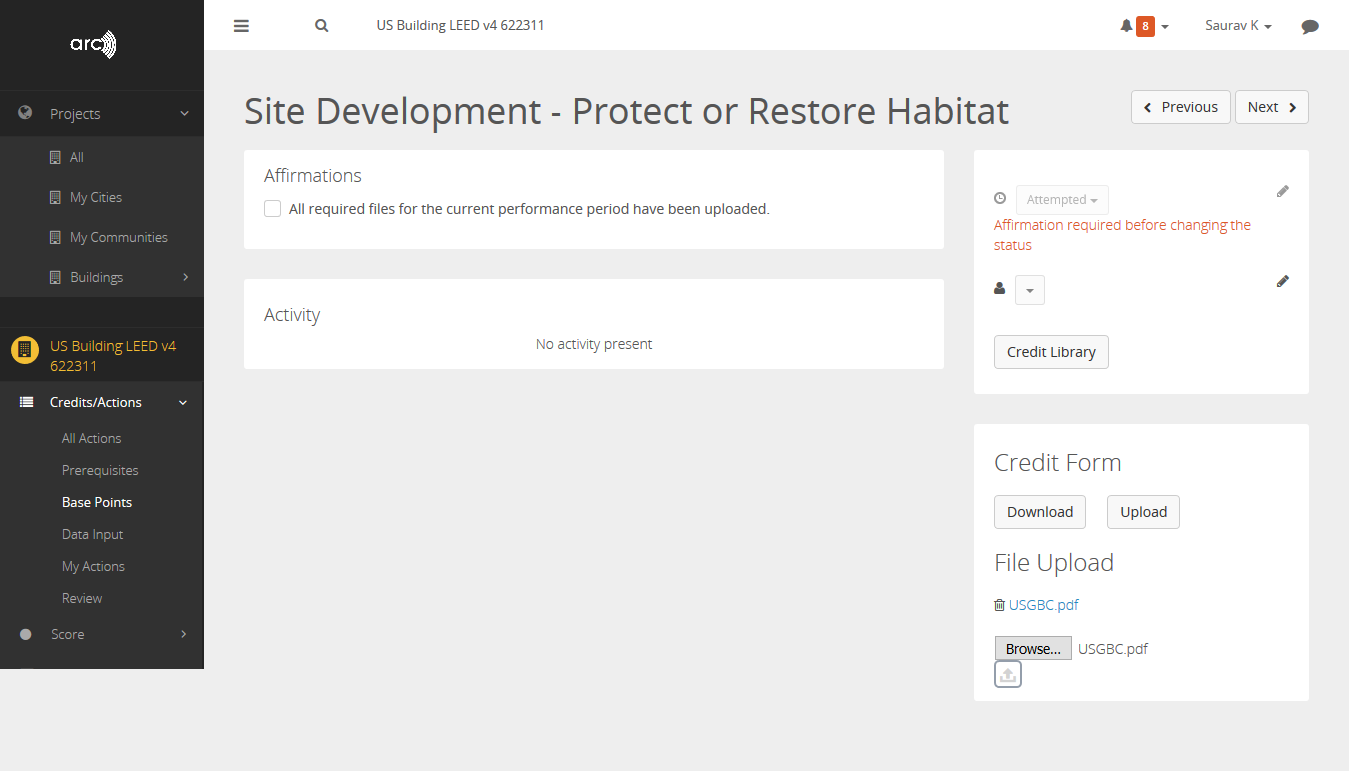 arc
Projects
All
My Cities
My Communities
Buildings
US Building LEED v4
622311
Credits/Actions
All Actions
Prerequisites
Base Points
Data Input
My Actions
Review
Score
US Building LEED v4 622311
8
Saurav K
Site Development - Protect or Restore Habitat
Previous
Next
Affirmations
All required files for the current performance period have been uploaded.
Activity
No activity present
Attempted
Affirmation required before changing the
status
Credit Library
Credit Form
Download Upload
File Upload
USGBC.pdf
Browse... USGBC.pdf